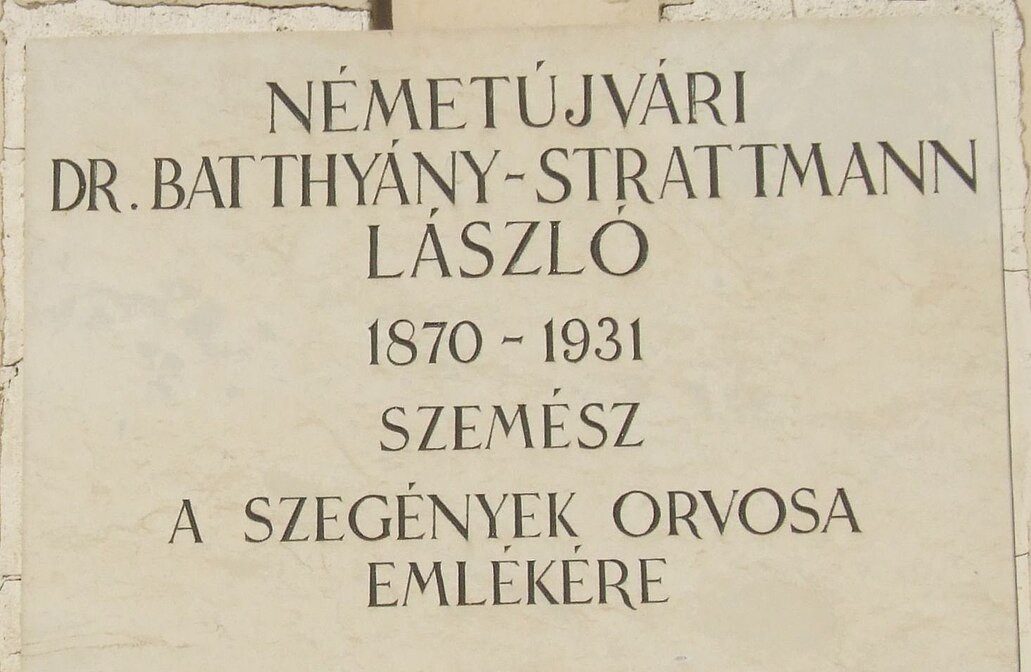 NÉMETÚJVÁRI
DR. BATTHYÁNY-STRATTMANN
LÁSZLÓ
1870 - 1931
SZEMÉSZ
A SZEGÉNYEK ORVOSA
EMLÉKÉRE